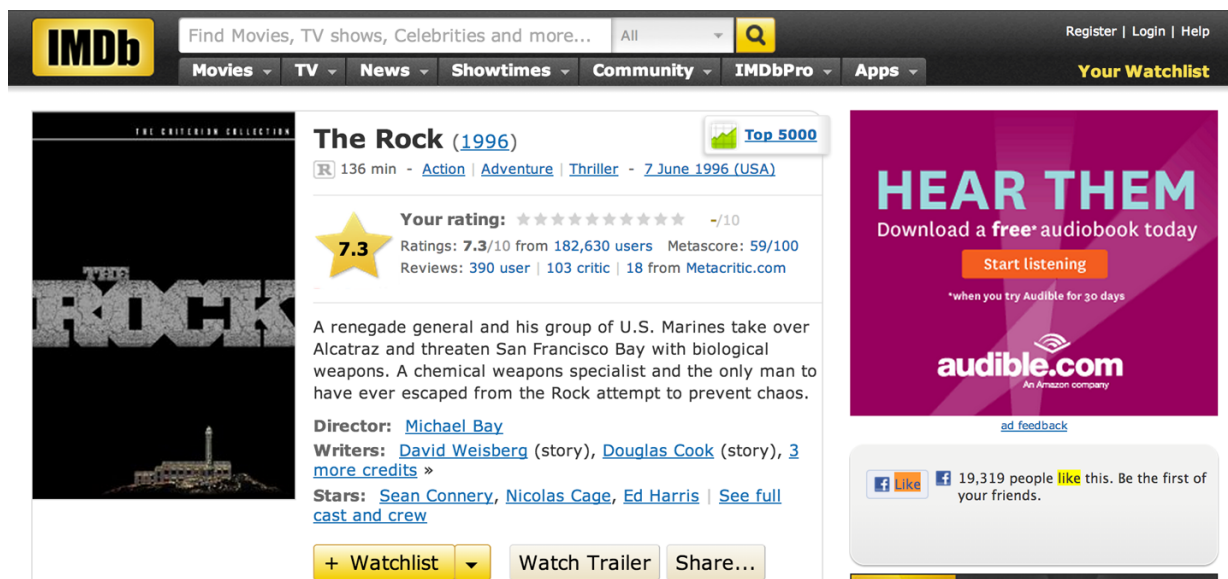 IMDb
Find Movies, TV shows, Celebrities and more...
All
Register | Login | Help
Movies
TV
News
Showtimes
Community
IMDbPro
Apps
Your Watchlist
THE CRITERION COLLECTION
THE
ROCK
The Rock (1996)
Top 5000
R 136 min - Action | Adventure | Thriller - 7 June 1996 (USA)
7.3
Your rating: -/10
Ratings: 7.3/10 from 182,630 users Metascore: 59/100
Reviews: 390 user | 103 critic | 18 from Metacritic.com
A renegade general and his group of U.S. Marines take over
Alcatraz and threaten San Francisco Bay with biological
weapons. A chemical weapons specialist and the only man to
have ever escaped from the Rock attempt to prevent chaos.
Director: Michael Bay
Writers: David Weisberg (story), Douglas Cook (story), 3
more credits »
Stars: Sean Connery, Nicolas Cage, Ed Harris | See full
cast and crew
+ Watchlist
Watch Trailer
Share...
HEAR THEM
Download a free* audiobook today
Start listening
*when you try Audible for 30 days
audible.com
An Amazon company
ad feedback
f Like
f 19,319 people like this. Be the first of
your friends.